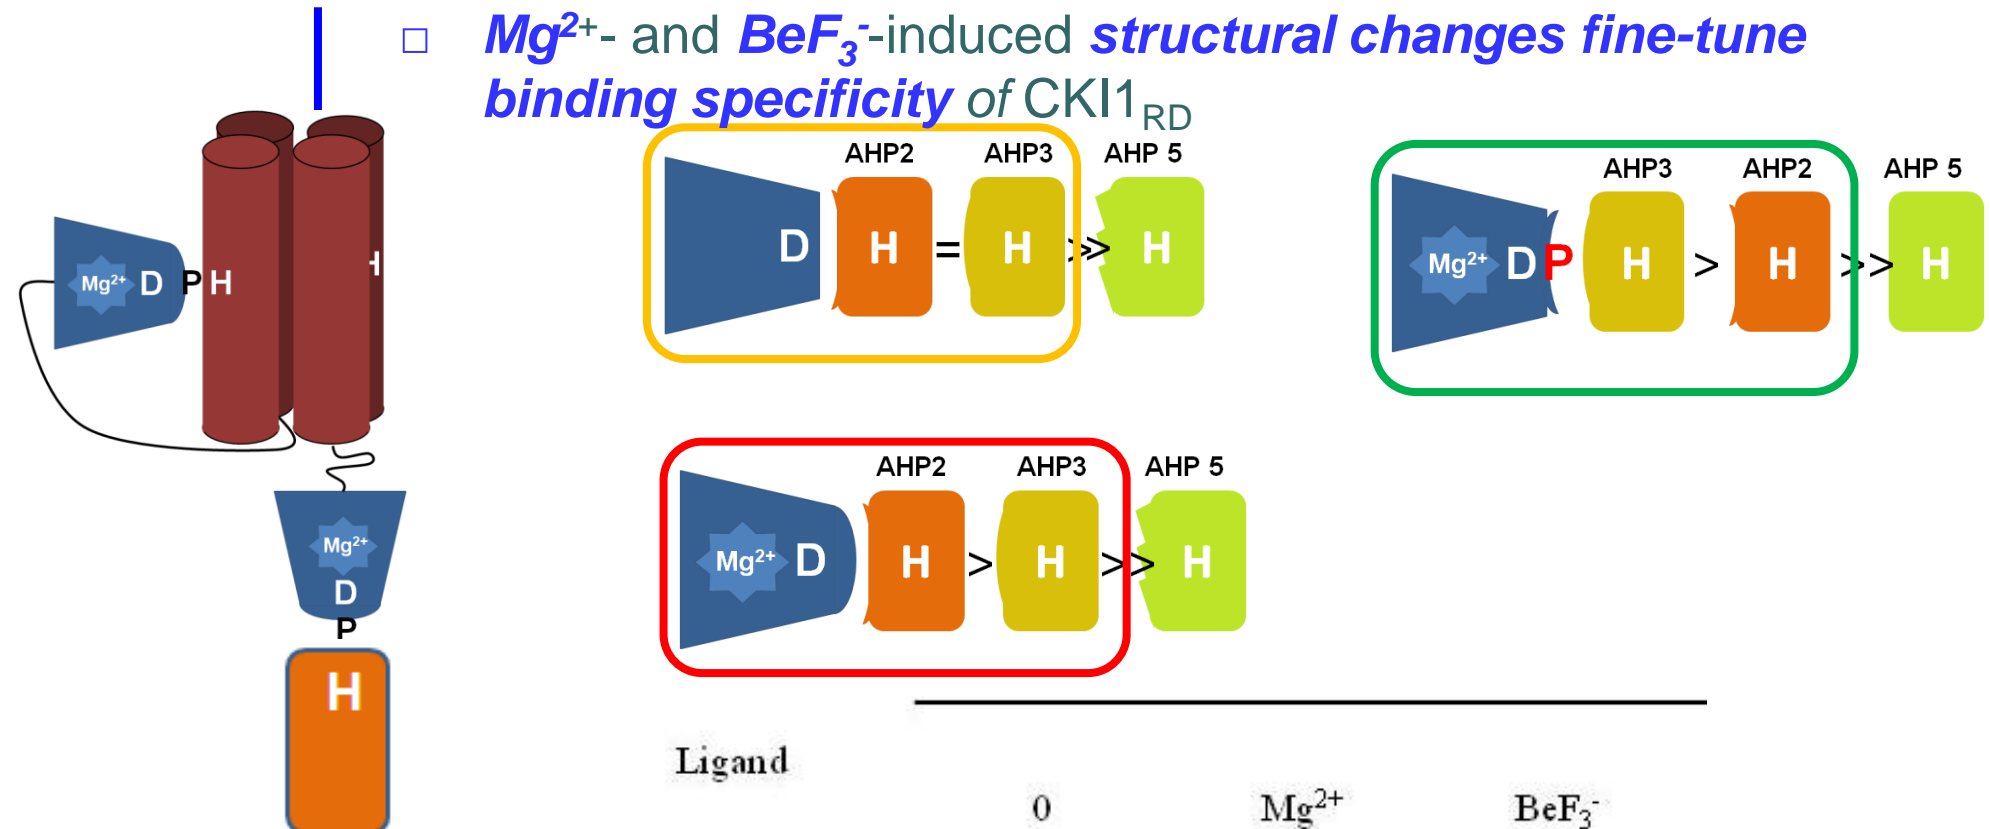 □ Mg²⁺- and BeF₃⁻-induced structural changes fine-tune
binding specificity of CKI1RD
AHP2 AHP3 AHP 5
D H = H >> H
AHP3 AHP2 AHP 5
Mg²⁺ D P H > H >> H
Mg²⁺ D P H H
AHP2 AHP3 AHP 5
Mg²⁺ D H > H >> H
Mg²⁺
D
P
H
Ligand
0 Mg²⁺ BeF₃⁻